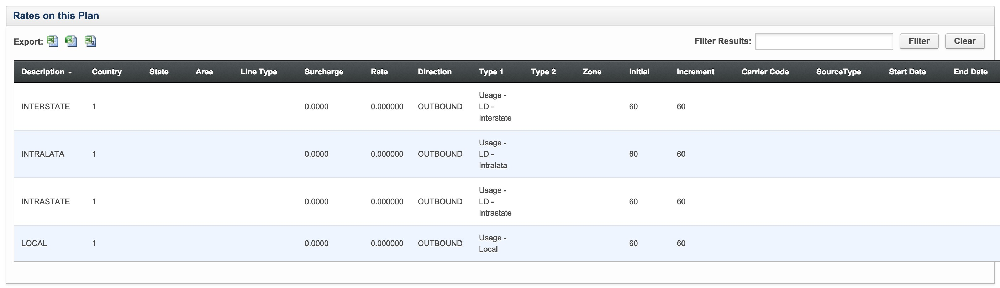 Rates on this Plan
Export:
Filter Results: Filter Clear
Description Country State Area Line Type Surcharge Rate Direction Type 1 Type 2 Zone Initial Increment Carrier Code SourceType Start Date End Date
INTERSTATE 1 0.0000 0.000000 OUTBOUND Usage - LD - Interstate 60 60
INTRALATA 1 0.0000 0.000000 OUTBOUND Usage - LD - Intralata 60 60
INTRASTATE 1 0.0000 0.000000 OUTBOUND Usage - LD - Intrastate 60 60
LOCAL 1 0.0000 0.000000 OUTBOUND Usage - Local 60 60